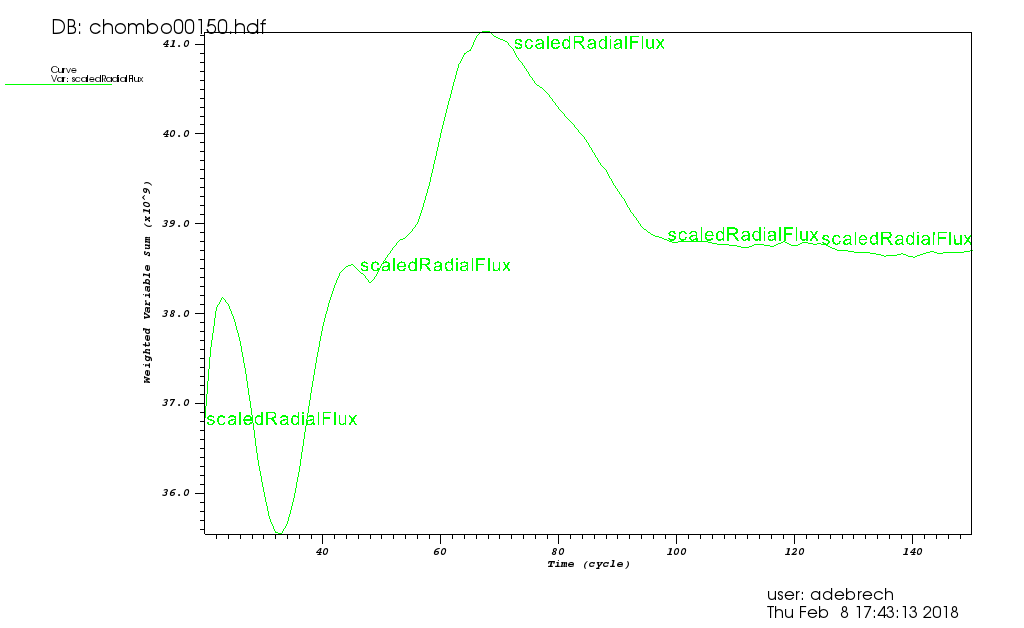 DB: chombo00150.hdf
Curve
Var: scaledRadialFlux
41.0
40.0
39.0
38.0
37.0
36.0
Weighted Variable sum (x10^9)
scaledRadialFlux
scaledRadialFlux
scaledRadialFlux
scaledRadialFlux
scaledRadialFlux
40 60 80 100 120 140
Time (cycle)
user: adebrech
Thu Feb 8 17:43:13 2018